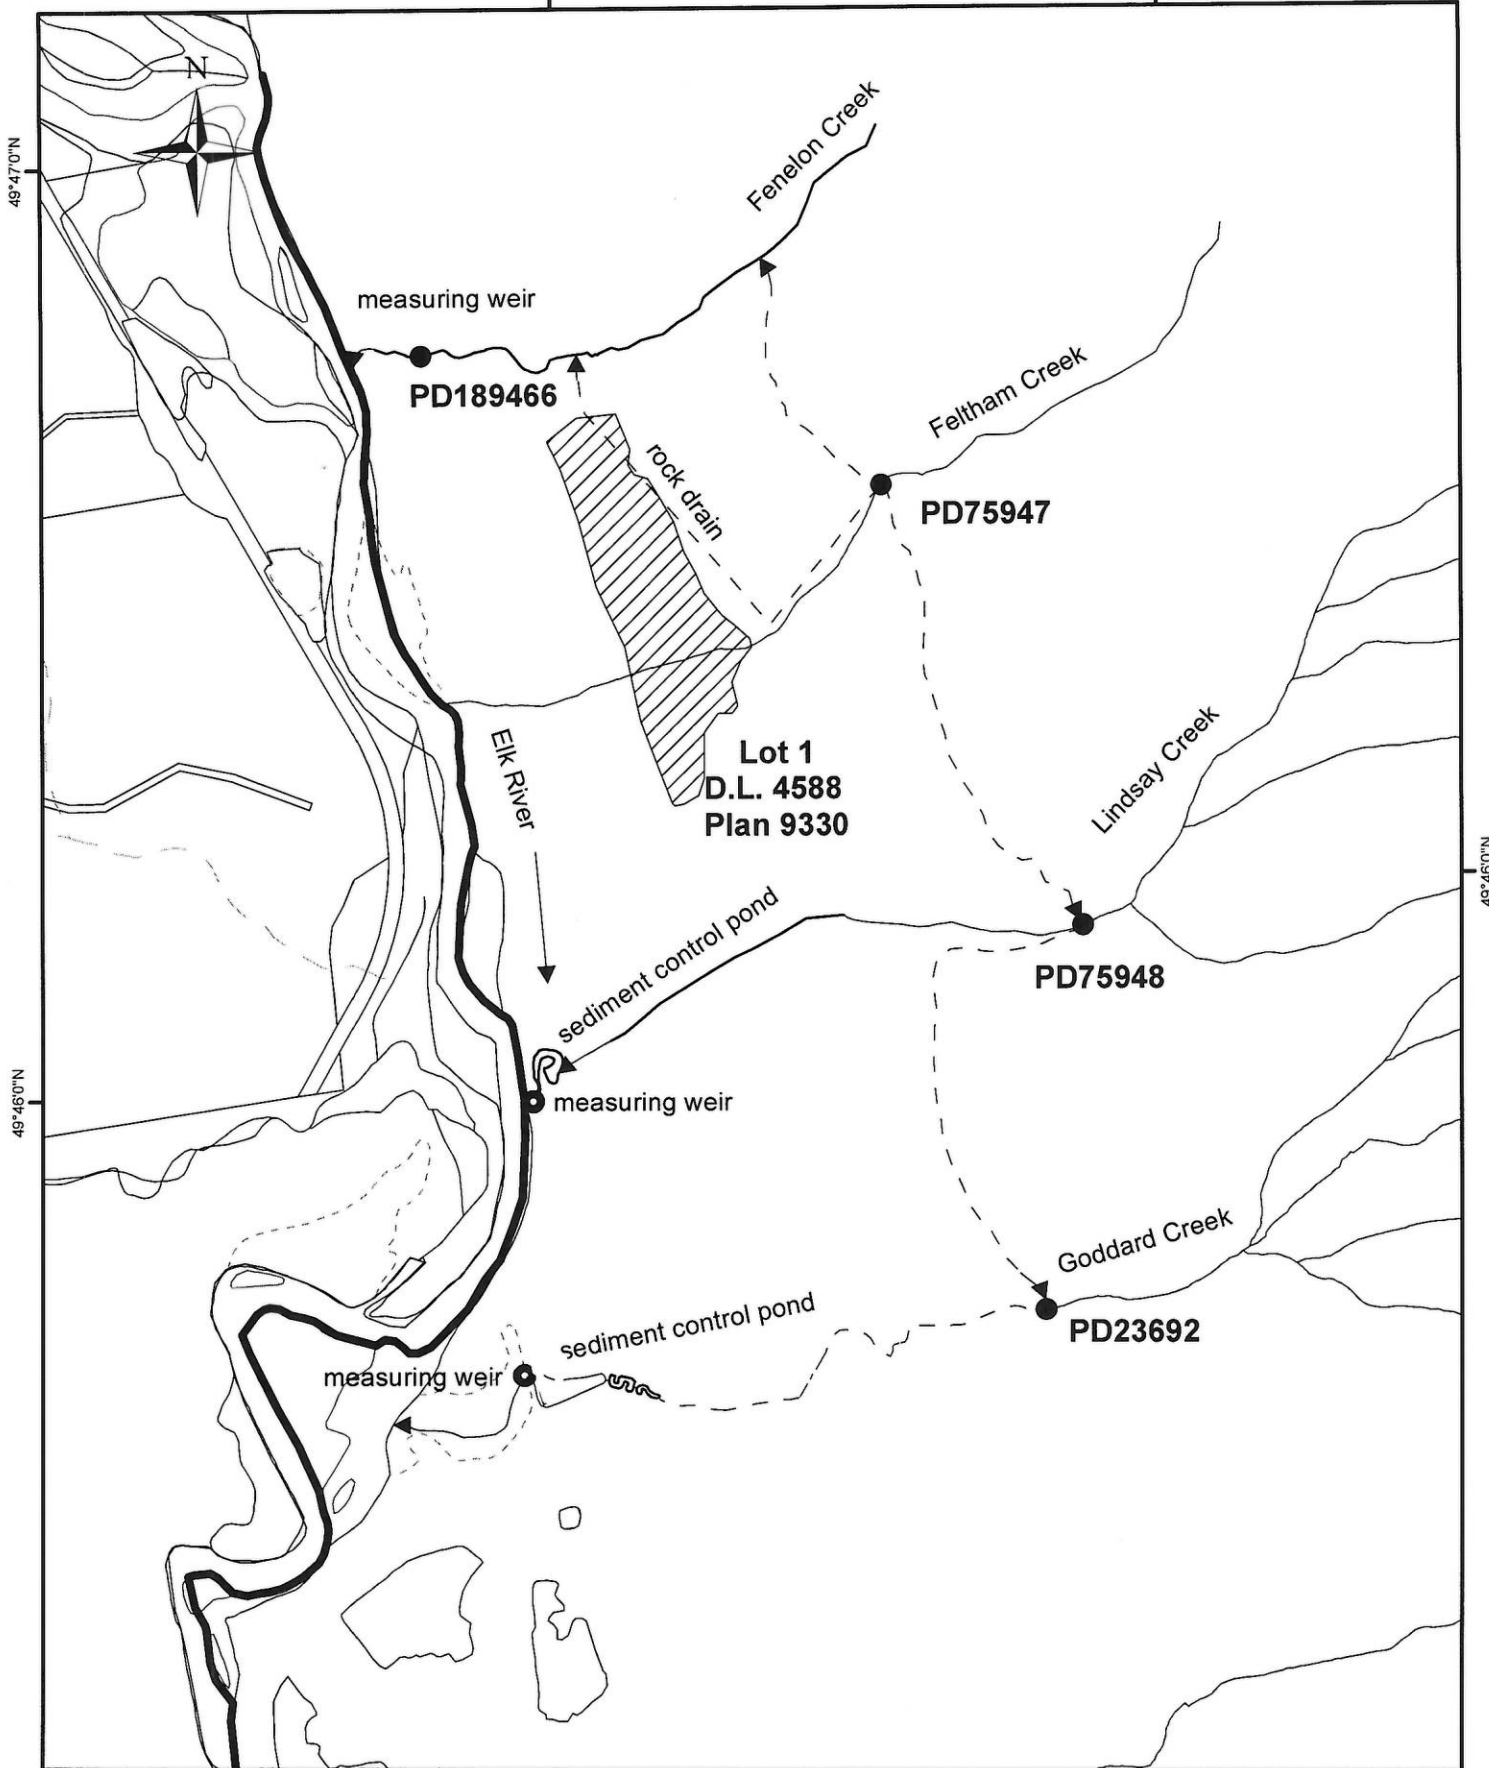 N
49°47'0"N
Fenelon Creek
measuring weir
PD189466
Feltham Creek
rock drain
PD75947
Elk River
Lot 1
D.L. 4588
Plan 9330
Lindsay Creek
49°46'0"N
sediment control pond
PD75948
49°46'0"N
measuring weir
Goddard Creek
sediment control pond
PD23692
measuring weir